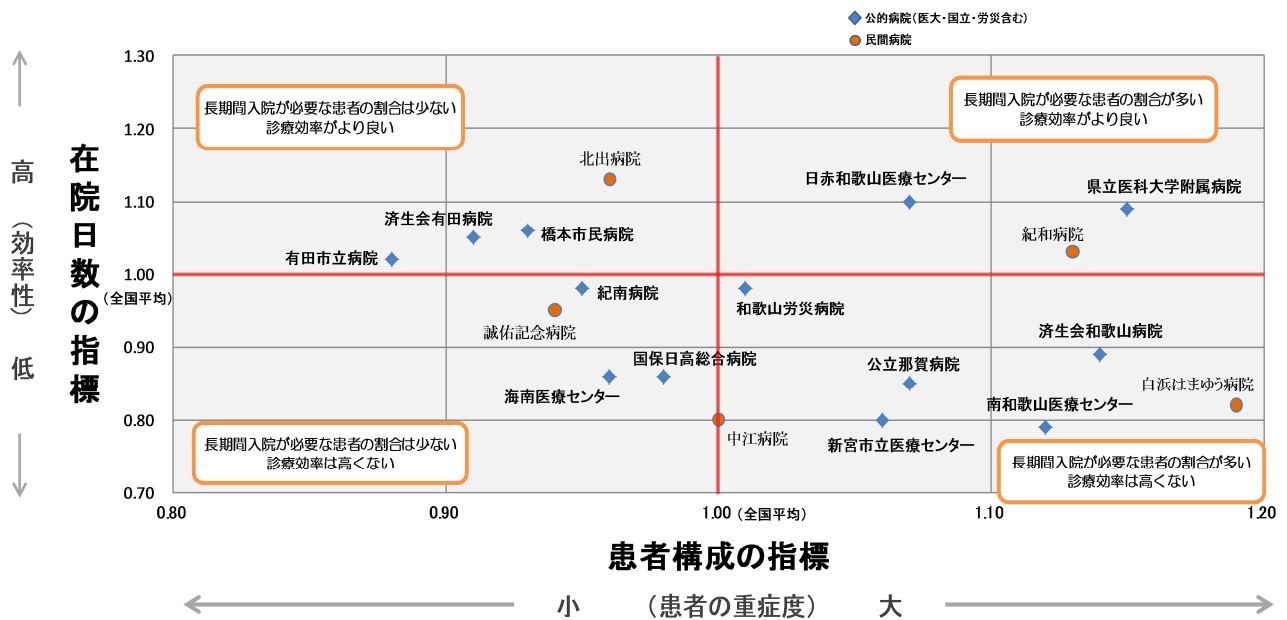 公的病院(医大・国立・労災含む)
民間病院
1.30
1.20
1.10
1.00
(全国平均)
0.90
0.80
0.70
高
(効率性)
低
在院日数の指標
長期間入院が必要な患者の割合は少ない
診療効率がより良い
長期間入院が必要な患者の割合が多い
診療効率がより良い
北出病院
日赤和歌山医療センター
県立医科大学附属病院
済生会有田病院
橋本市民病院
紀和病院
有田市立病院
紀南病院
和歌山労災病院
誠佑記念病院
済生会和歌山病院
国保日高総合病院
公立那賀病院
海南医療センター
白浜はまゆう病院
南和歌山医療センター
中江病院
新宮市立医療センター
長期間入院が必要な患者の割合は少ない
診療効率は高くない
長期間入院が必要な患者の割合が多い
診療効率は高くない
0.80
0.90
1.00(全国平均)
1.10
1.20
患者構成の指標
小 (患者の重症度) 大